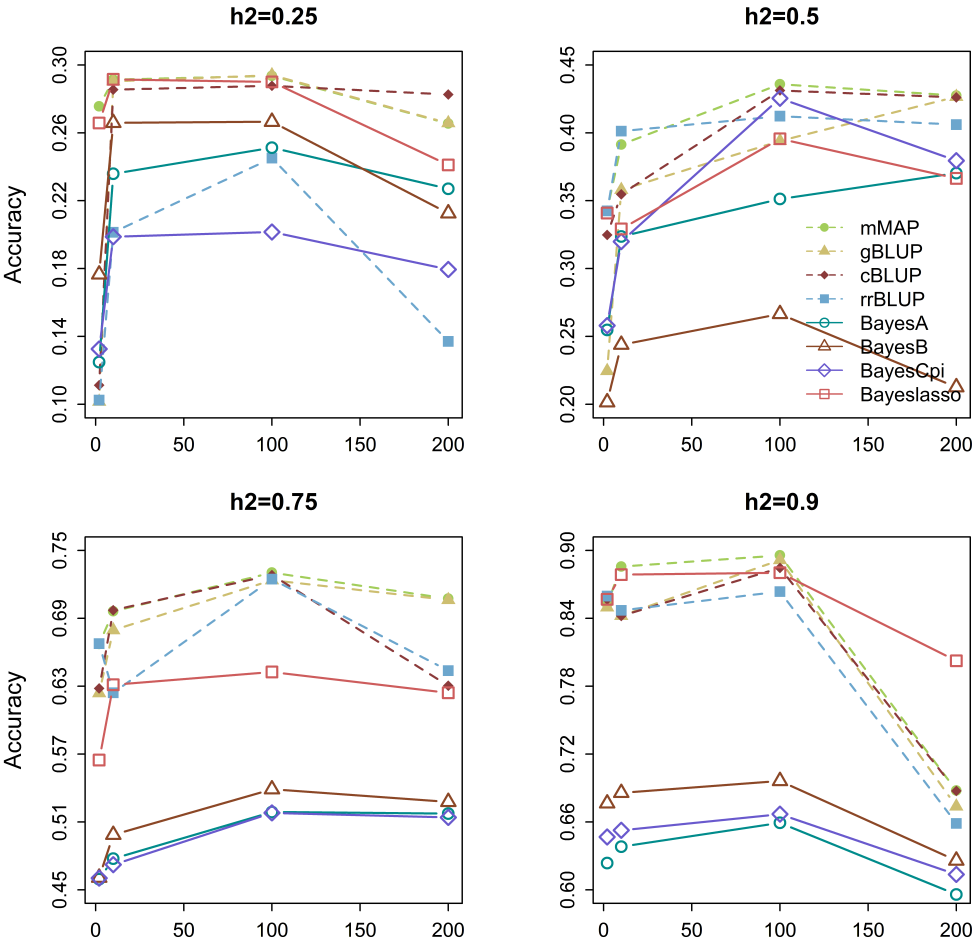 h2=0.25
Accuracy
0.30
0.26
0.22
0.18
0.14
0.10
0 50 100 150 200
h2=0.5
0.45
0.40
0.35
0.30
0.25
0.20
mMAP
gBLUP
cBLUP
rrBLUP
BayesA
BayesB
BayesCpi
Bayeslasso
0 50 100 150 200
h2=0.75
Accuracy
0.75
0.69
0.63
0.57
0.51
0.45
0 50 100 150 200
h2=0.9
0.90
0.84
0.78
0.72
0.66
0.60
0 50 100 150 200